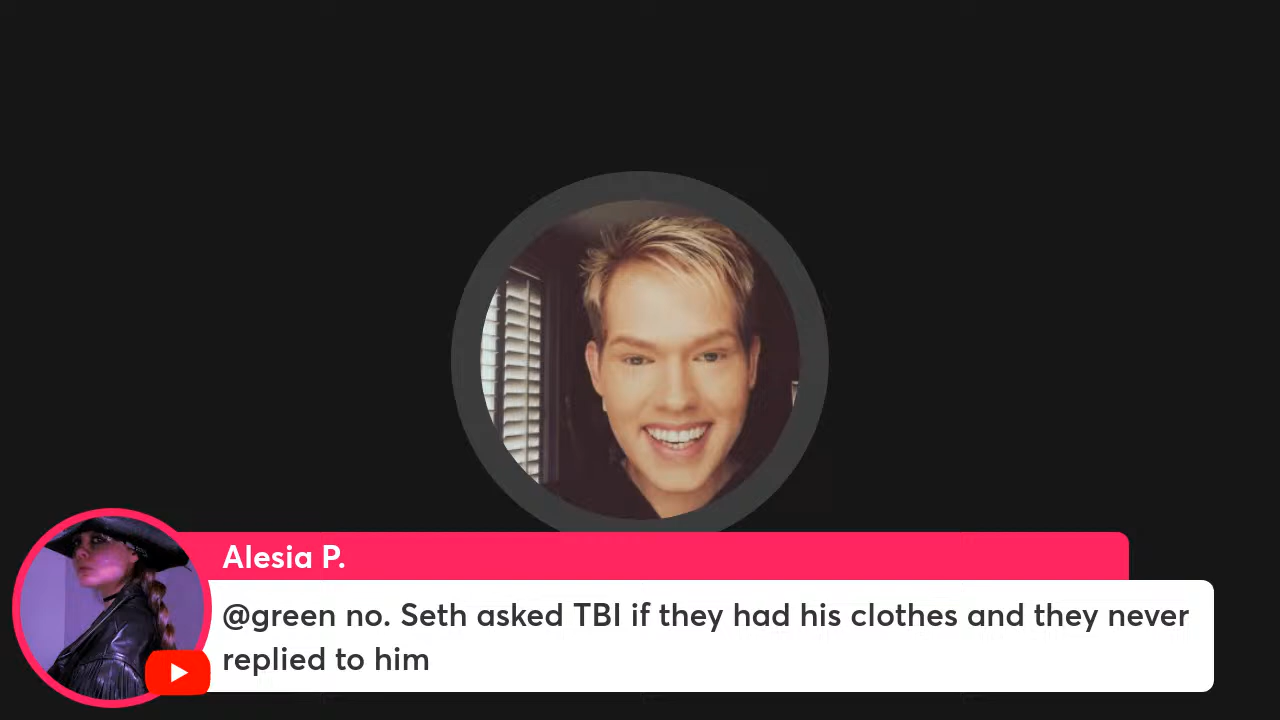 Alesia P.
@green no. Seth asked TBI if they had his clothes and they never
replied to him